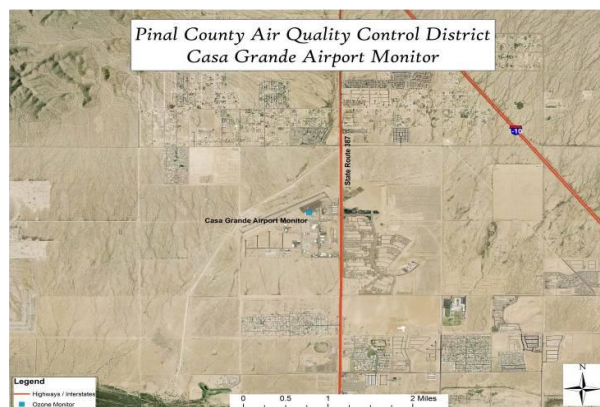 Pinal County Air Quality Control District
Casa Grande Airport Monitor
I-10
State Route 387
Casa Grande Airport Monitor
Legend
Highways / Interstates
Ozone Monitor
0 0.5 1 2 Miles
N